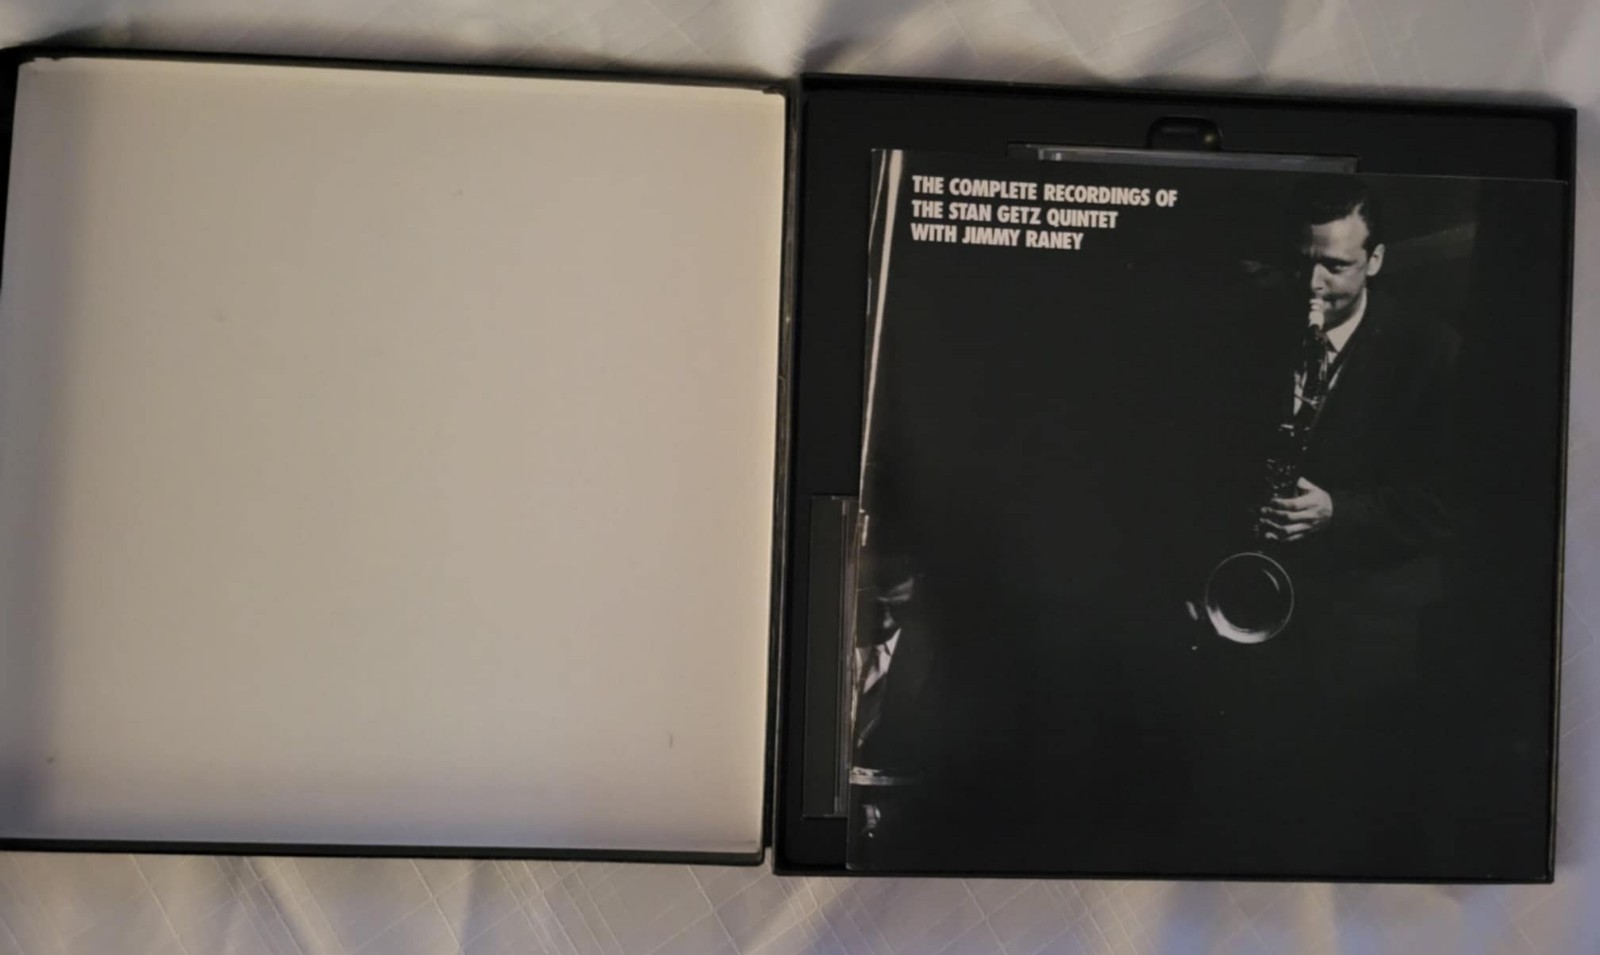 THE COMPLETE RECORDINGS OF
THE STAN GETZ QUINTET
WITH JIMMY RANEY